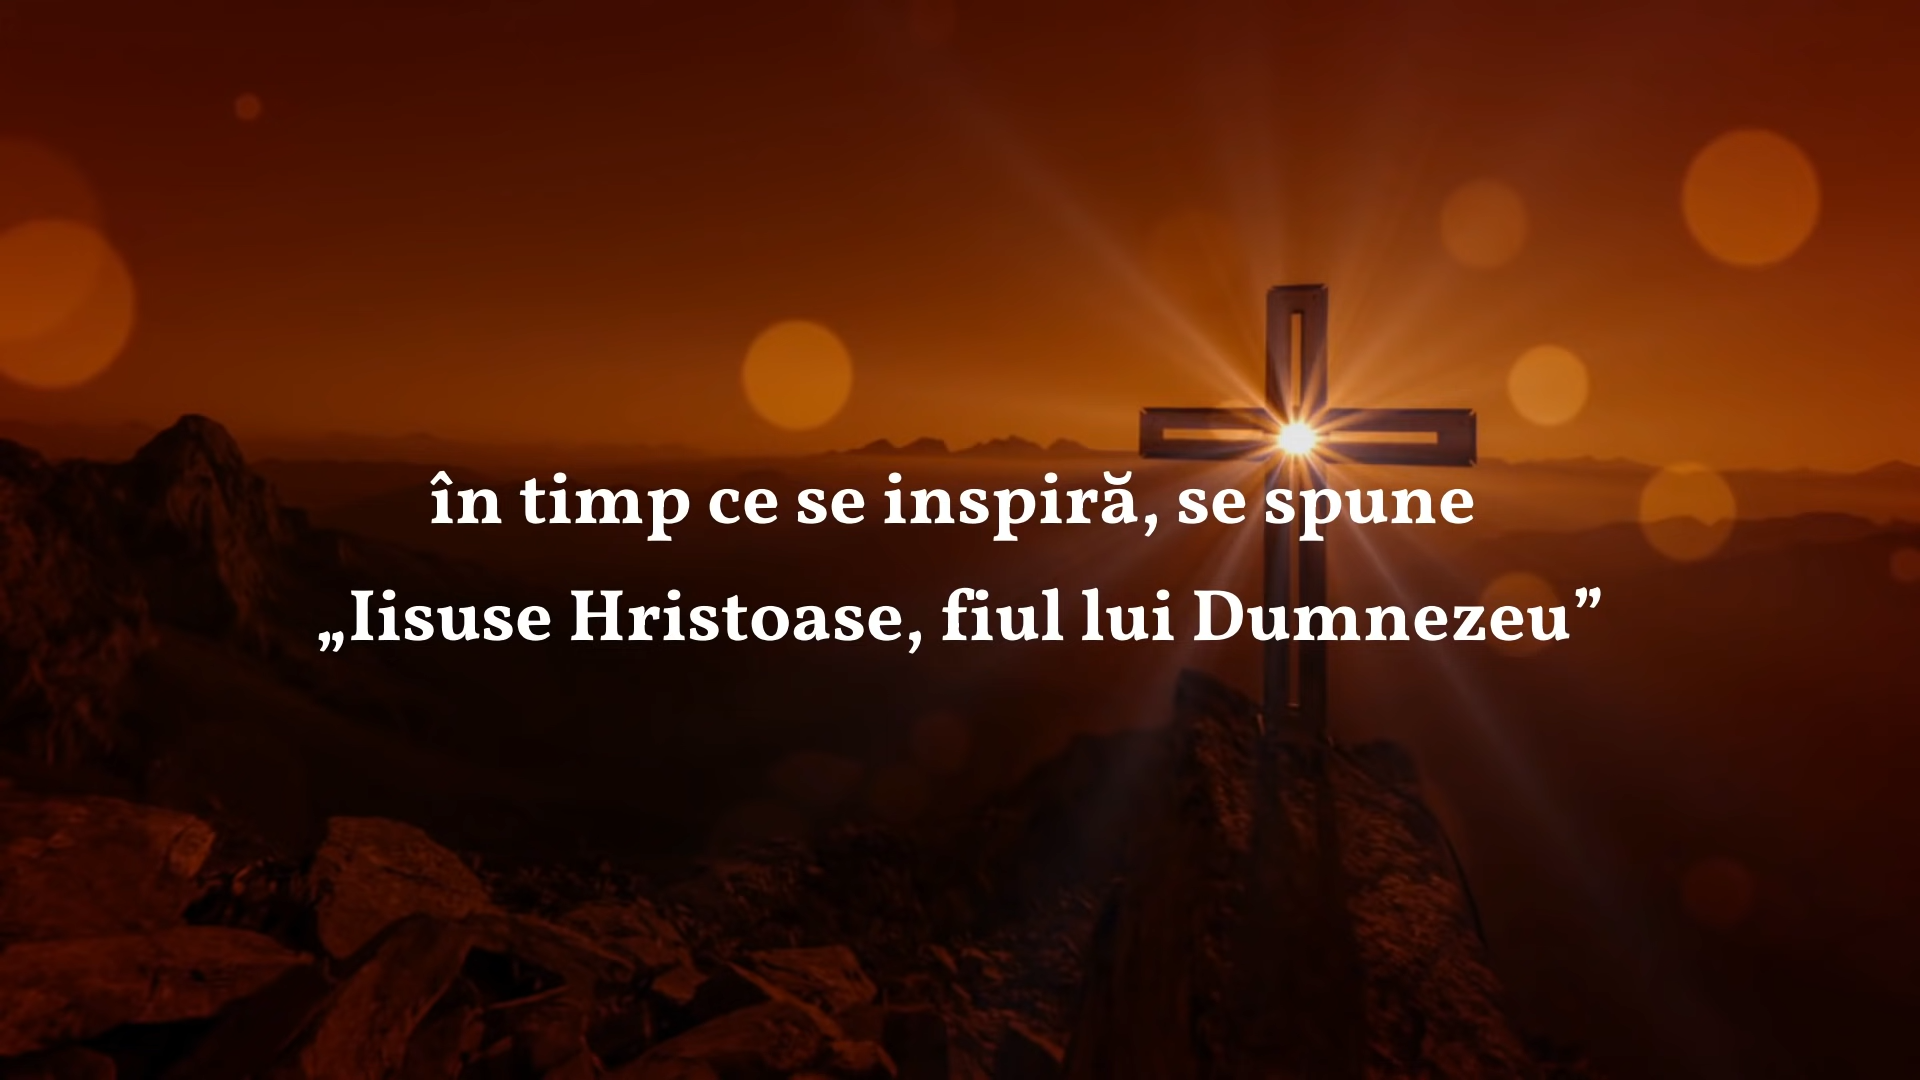 în timp ce se inspiră, se spune
„Iisuse Hristoase, fiul lui Dumnezeu”